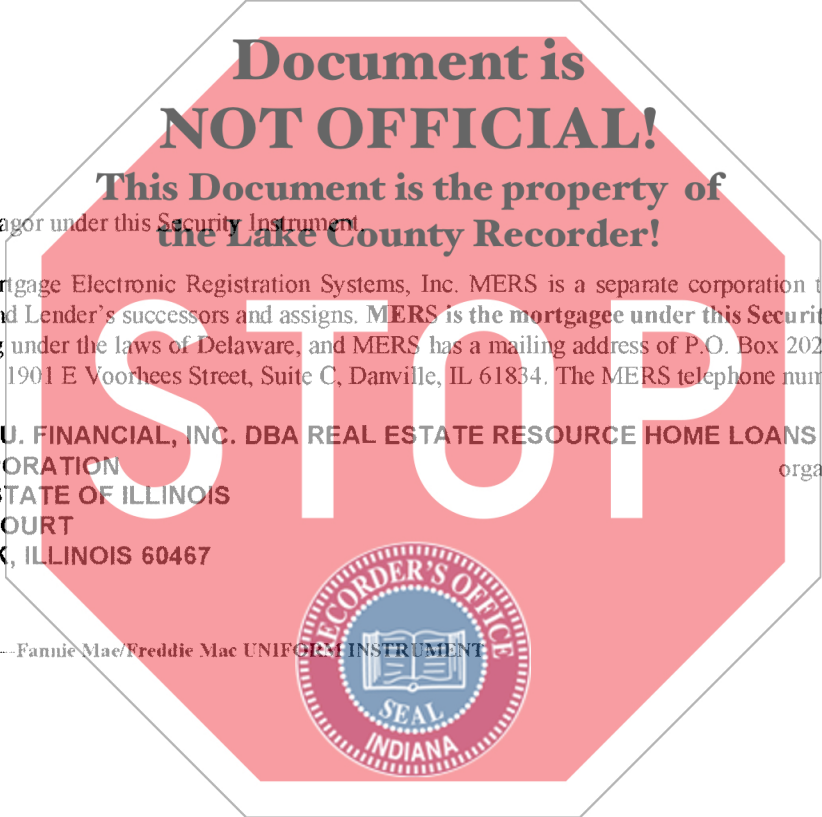 Document is
NOT OFFICIAL!
This Document is the property of
the Lake County Recorder!
agor under this Security Instrument.
rtgage Electronic Registration Systems, Inc. MERS is a separate corporation t
d Lender's successors and assigns. MERS is the mortgagee under this Securit
under the laws of Delaware, and MERS has a mailing address of P.O. Box 202
1901 E Voorhees Street, Suite C, Danville, IL 61834. The MERS telephone num
STOP
U. FINANCIAL, INC. DBA REAL ESTATE RESOURCE HOME LOANS
ORATION
orga
STATE OF ILLINOIS
OURT
K, ILLINOIS 60467
Fannie Mae/Freddie Mac UNIFORM INSTRUMENT
RECORDER'S OFFICE
SEAL
INDIANA